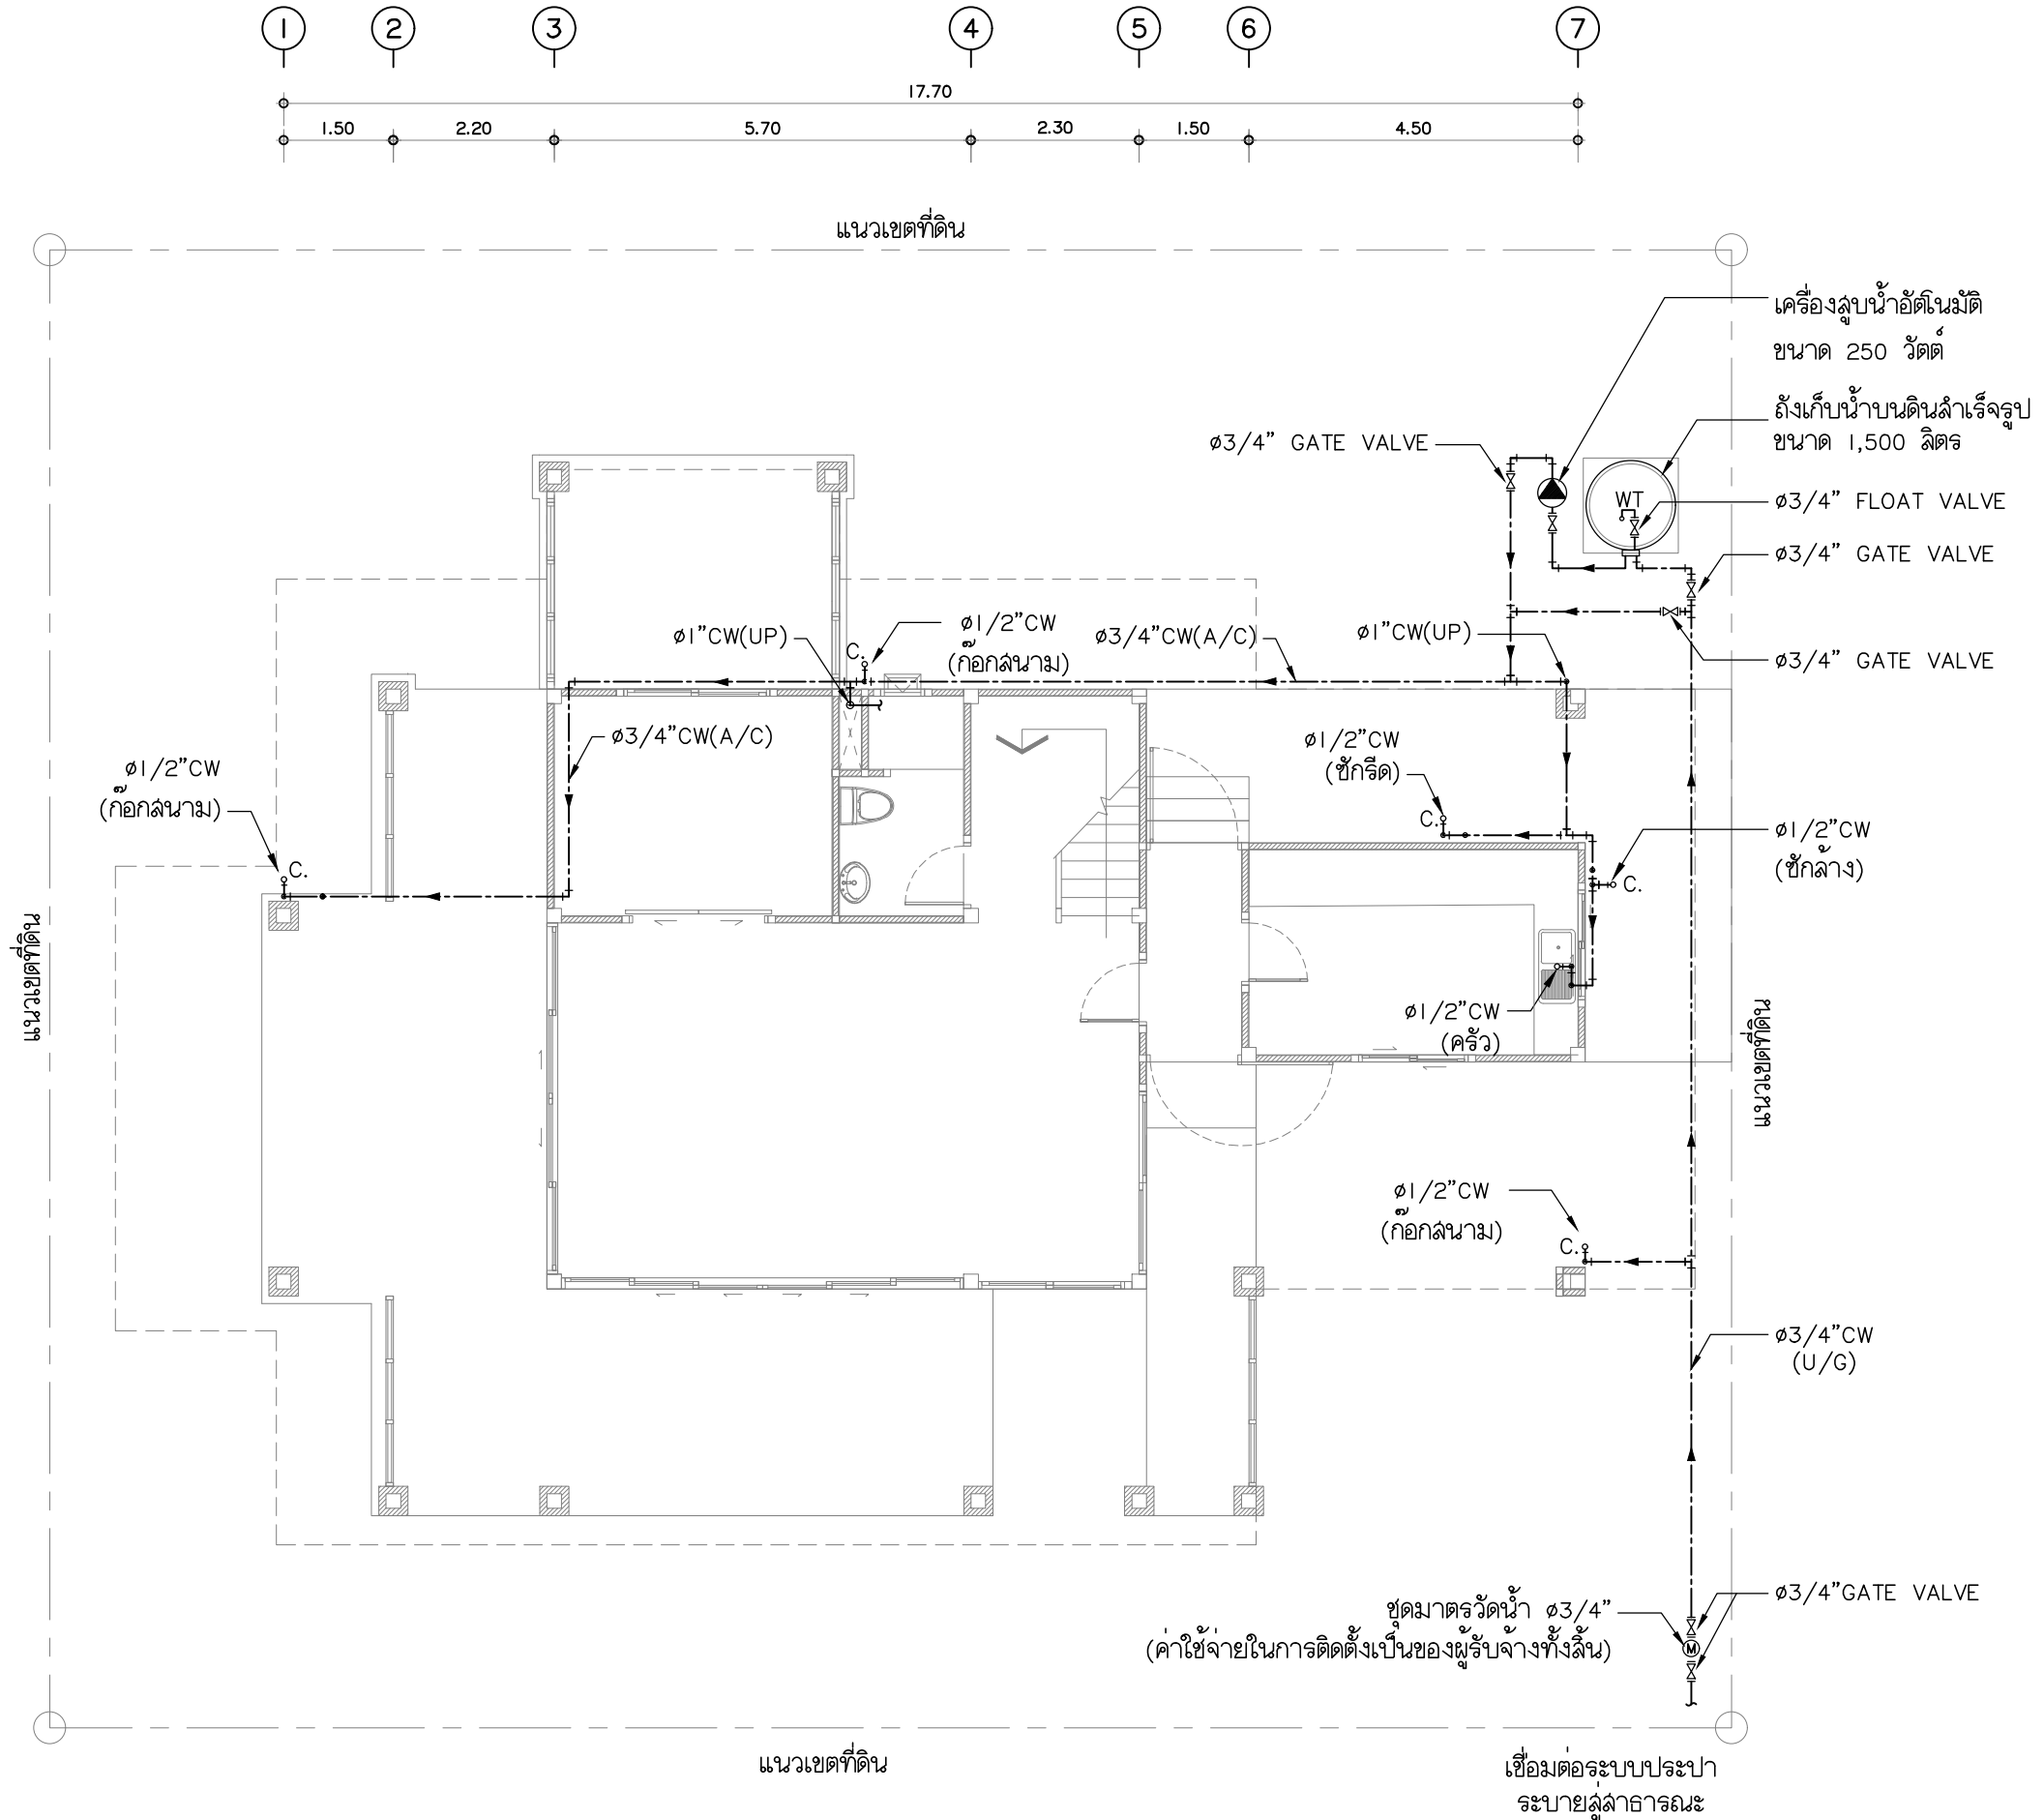 1 2 3 4 5 6 7
17.70
1.50 2.20 5.70 2.30 1.50 4.50
แนวเขตที่ดิน
เครื่องสูบน้ำอัตโนมัติ
ขนาด 250 วัตต์
ถังเก็บน้ำบนดินสำเร็จรูป
ขนาด 1,500 ลิตร
ø3/4" GATE VALVE
WT
ø3/4" FLOAT VALVE
ø3/4" GATE VALVE
ø3/4" GATE VALVE
ø1"CW(UP)
C.
ø1/2"CW
(ก๊อกสนาม)
ø3/4"CW(A/C)
ø1"CW(UP)
ø3/4"CW(A/C)
ø1/2"CW
(ก๊อกสนาม)
C.
ø1/2"CW
(ซักรีด)
C.
ø1/2"CW
(ซักล้าง)
C.
แนวเขตที่ดิน
ø1/2"CW
(ครัว)
แนวเขตที่ดิน
ø1/2"CW
(ก๊อกสนาม)
C.
ø3/4"CW
(U/G)
ø3/4"GATE VALVE
ชุดมาตรวัดน้ำ ø3/4"
(ค่าใช้จ่ายในการติดตั้งเป็นของผู้รับจ้างทั้งสิ้น)
M
แนวเขตที่ดิน
เชื่อมต่อระบบประปา
ระบายสู่สาธารณะ